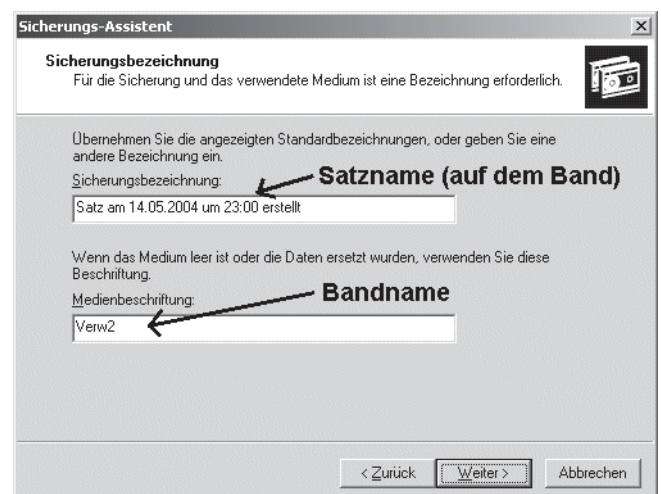 Sicherungs-Assistent
Sicherungsbezeichnung
Für die Sicherung und das verwendete Medium ist eine Bezeichnung erforderlich.
Übernehmen Sie die angezeigten Standardbezeichnungen, oder geben Sie eine
andere Bezeichnung ein.
Sicherungsbezeichnung:
Satzname (auf dem Band)
Satz am 14.05.2004 um 23:00 erstellt
Wenn das Medium leer ist oder die Daten ersetzt wurden, verwenden Sie diese
Beschriftung.
Medienbeschriftung:
Bandname
Verw2
< Zurück
Weiter >
Abbrechen